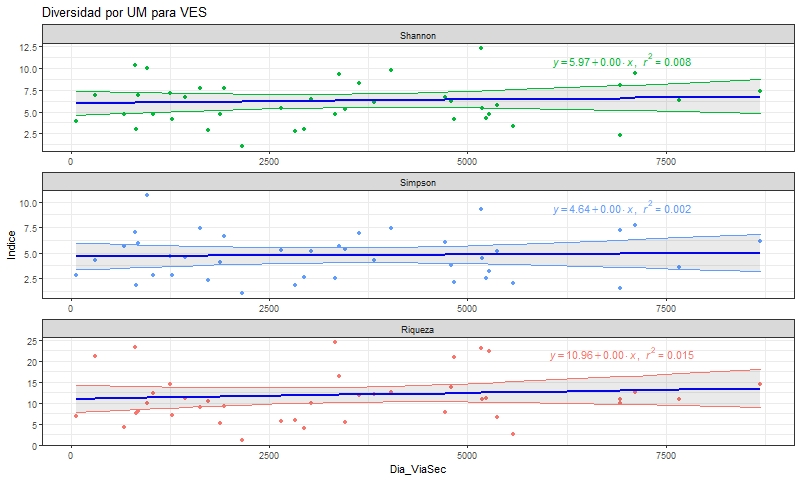 Diversidad por UM para VES
Shannon
12.5
10.0
7.5
5.0
2.5
y = 5.97 + 0.00 · x, r² = 0.008
0 2500 5000 7500
Simpson
10.0
7.5
5.0
2.5
y = 4.64 + 0.00 · x, r² = 0.002
0 2500 5000 7500
Indice
Riqueza
25
20
15
10
5
0
y = 10.96 + 0.00 · x, r² = 0.015
0 2500 5000 7500
Dia_ViaSec